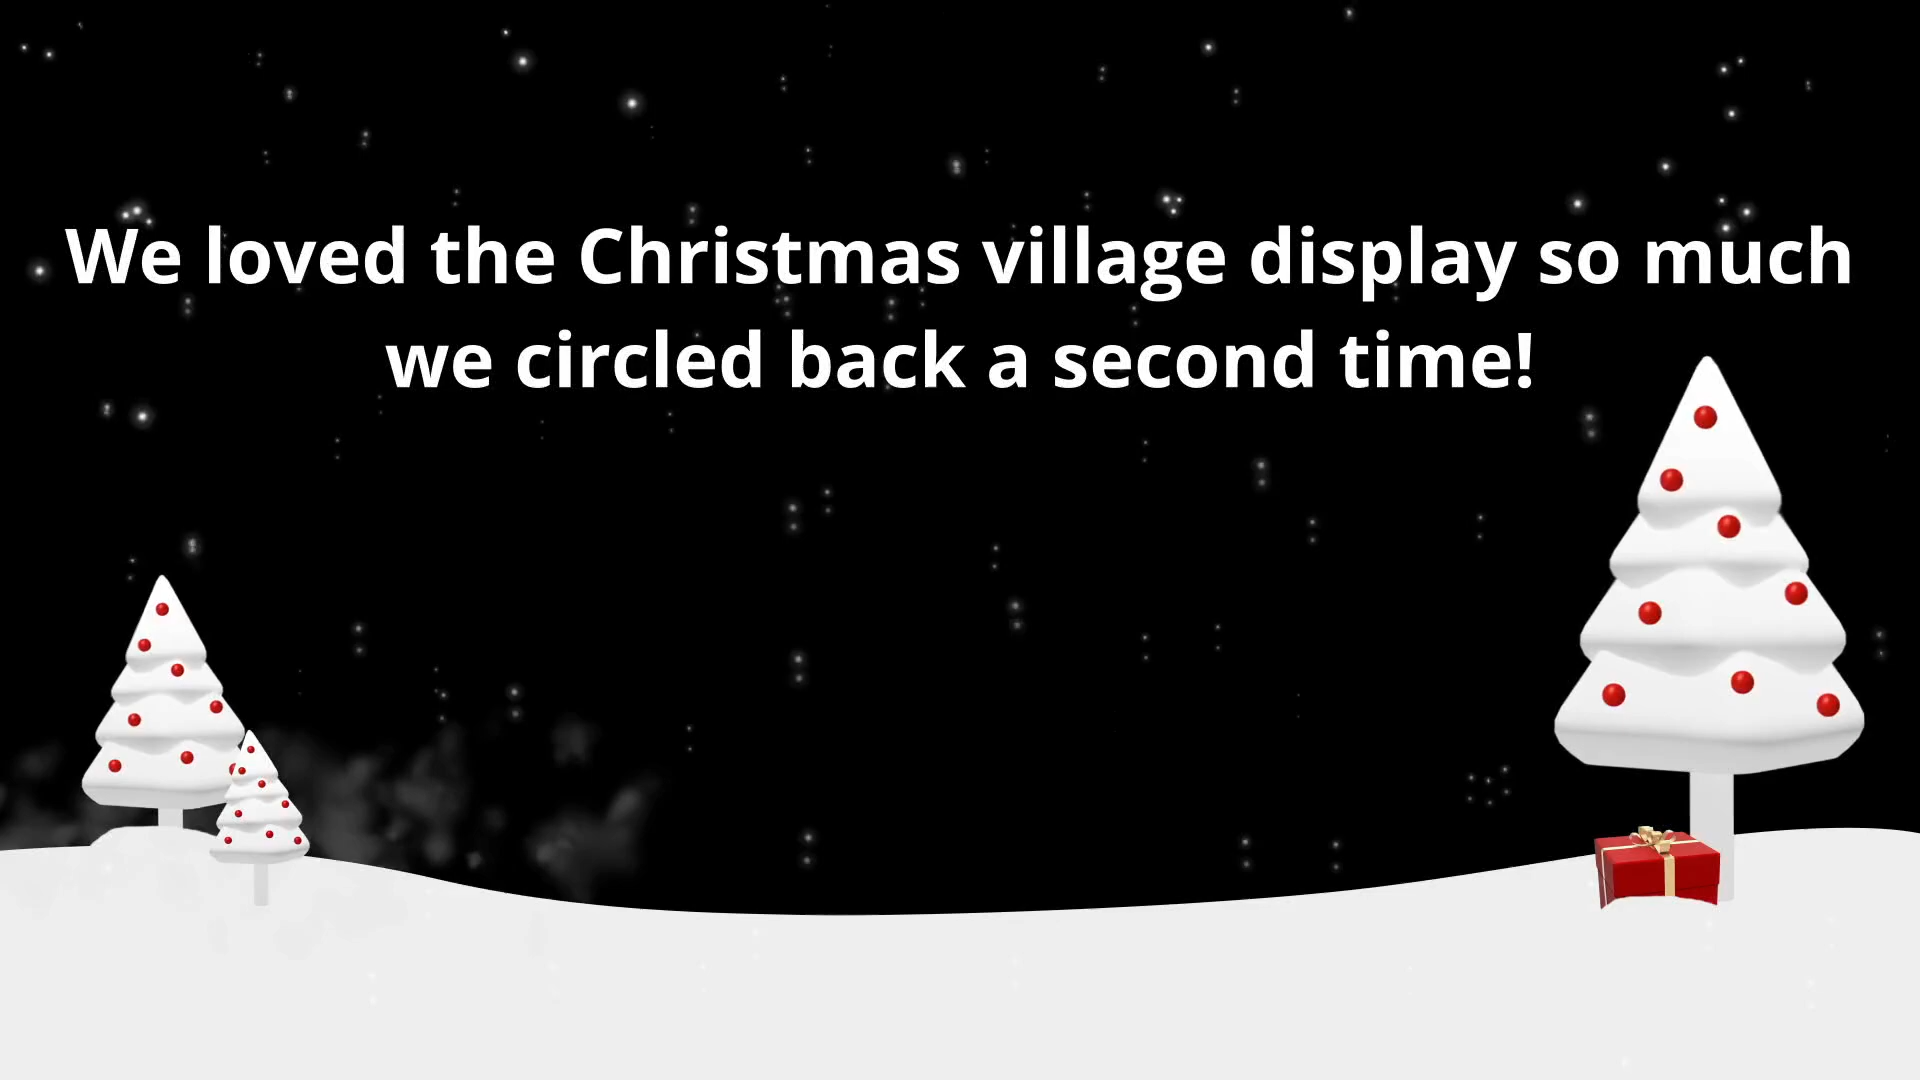 We loved the Christmas village display so much
we circled back a second time!